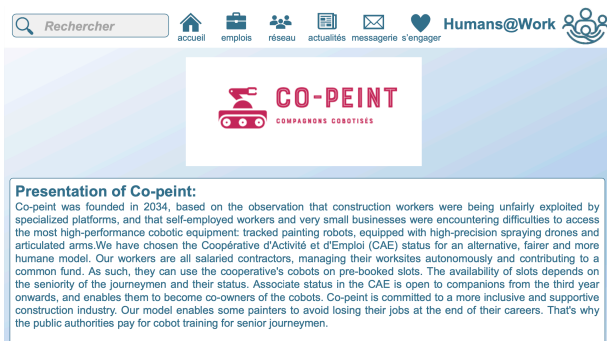 Rechercher
accueil
emplois
réseau
actualités
messagerie
s'engager
Humans@Work
CO-PEINT
COMPAGNONS COBOTISÉS
Presentation of Co-peint:
Co-peint was founded in 2034, based on the observation that construction workers were being unfairly exploited by
specialized platforms, and that self-employed workers and very small businesses were encountering difficulties to access
the most high-performance cobotic equipment: tracked painting robots, equipped with high-precision spraying drones and
articulated arms.We have chosen the Coopérative d'Activité et d'Emploi (CAE) status for an alternative, fairer and more
humane model. Our workers are all salaried contractors, managing their worksites autonomously and contributing to a
common fund. As such, they can use the cooperative's cobots on pre-booked slots. The availability of slots depends on
the seniority of the journeymen and their status. Associate status in the CAE is open to companions from the third year
onwards, and enables them to become co-owners of the cobots. Co-peint is committed to a more inclusive and supportive
construction industry. Our model enables some painters to avoid losing their jobs at the end of their careers. That's why
the public authorities pay for cobot training for senior journeymen.